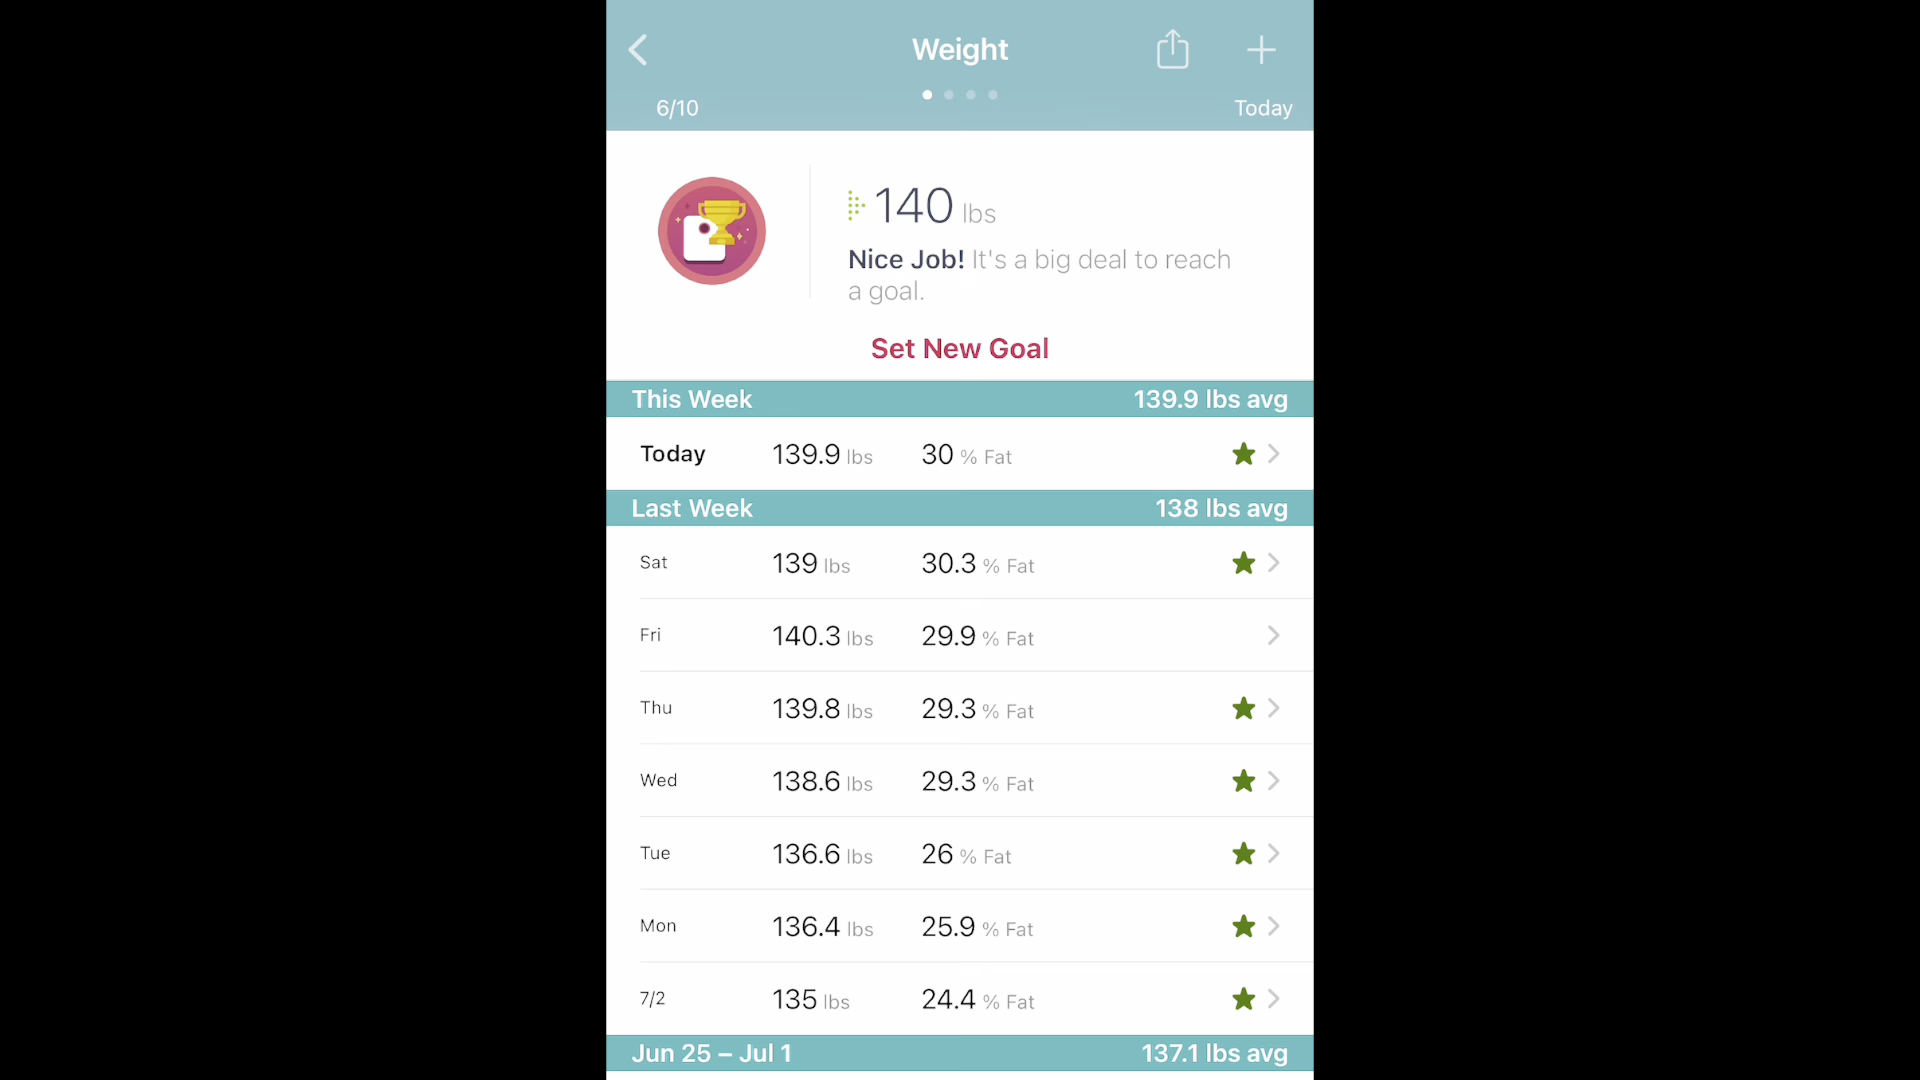 Weight
6/10 Today
140 lbs
Nice Job! It's a big deal to reach
a goal.
Set New Goal
This Week 139.9 lbs avg
Today 139.9 lbs 30 % Fat
Last Week 138 lbs avg
Sat 139 lbs 30.3 % Fat
Fri 140.3 lbs 29.9 % Fat
Thu 139.8 lbs 29.3 % Fat
Wed 138.6 lbs 29.3 % Fat
Tue 136.6 lbs 26 % Fat
Mon 136.4 lbs 25.9 % Fat
7/2 135 lbs 24.4 % Fat
Jun 25 – Jul 1 137.1 lbs avg